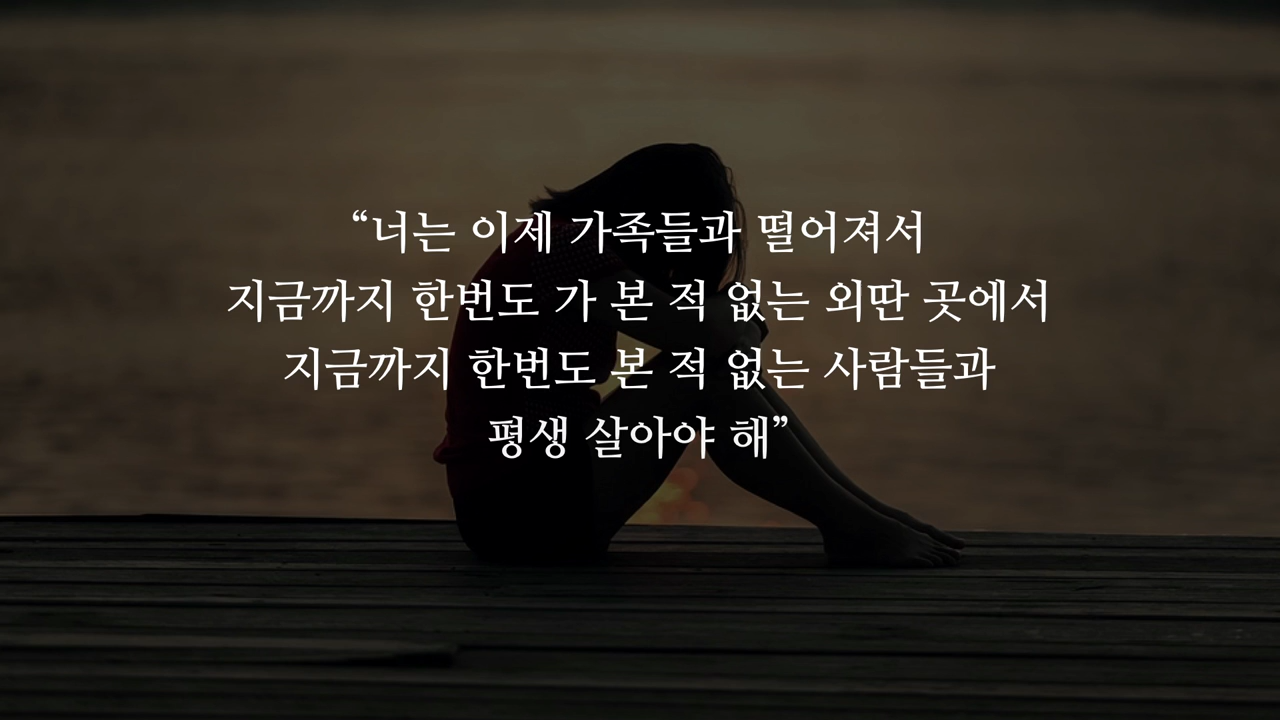 “너는 이제 가족들과 떨어져서
지금까지 한번도 가 본 적 없는 외딴 곳에서
지금까지 한번도 본 적 없는 사람들과
평생 살아야 해”